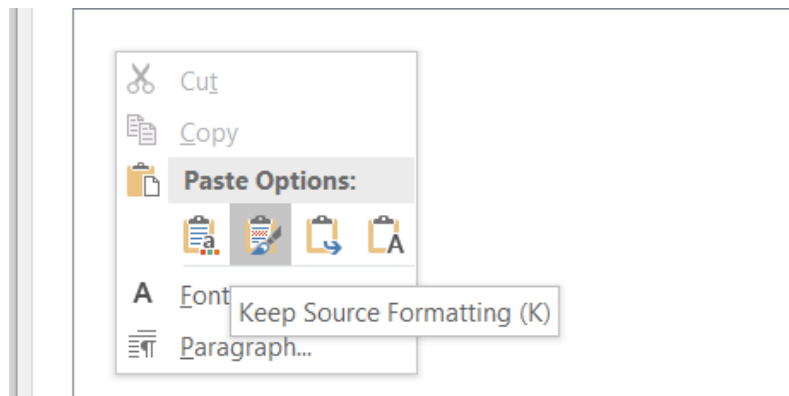 Cut
Copy
Paste Options:
a A
A Font
Keep Source Formatting (K)
Paragraph...